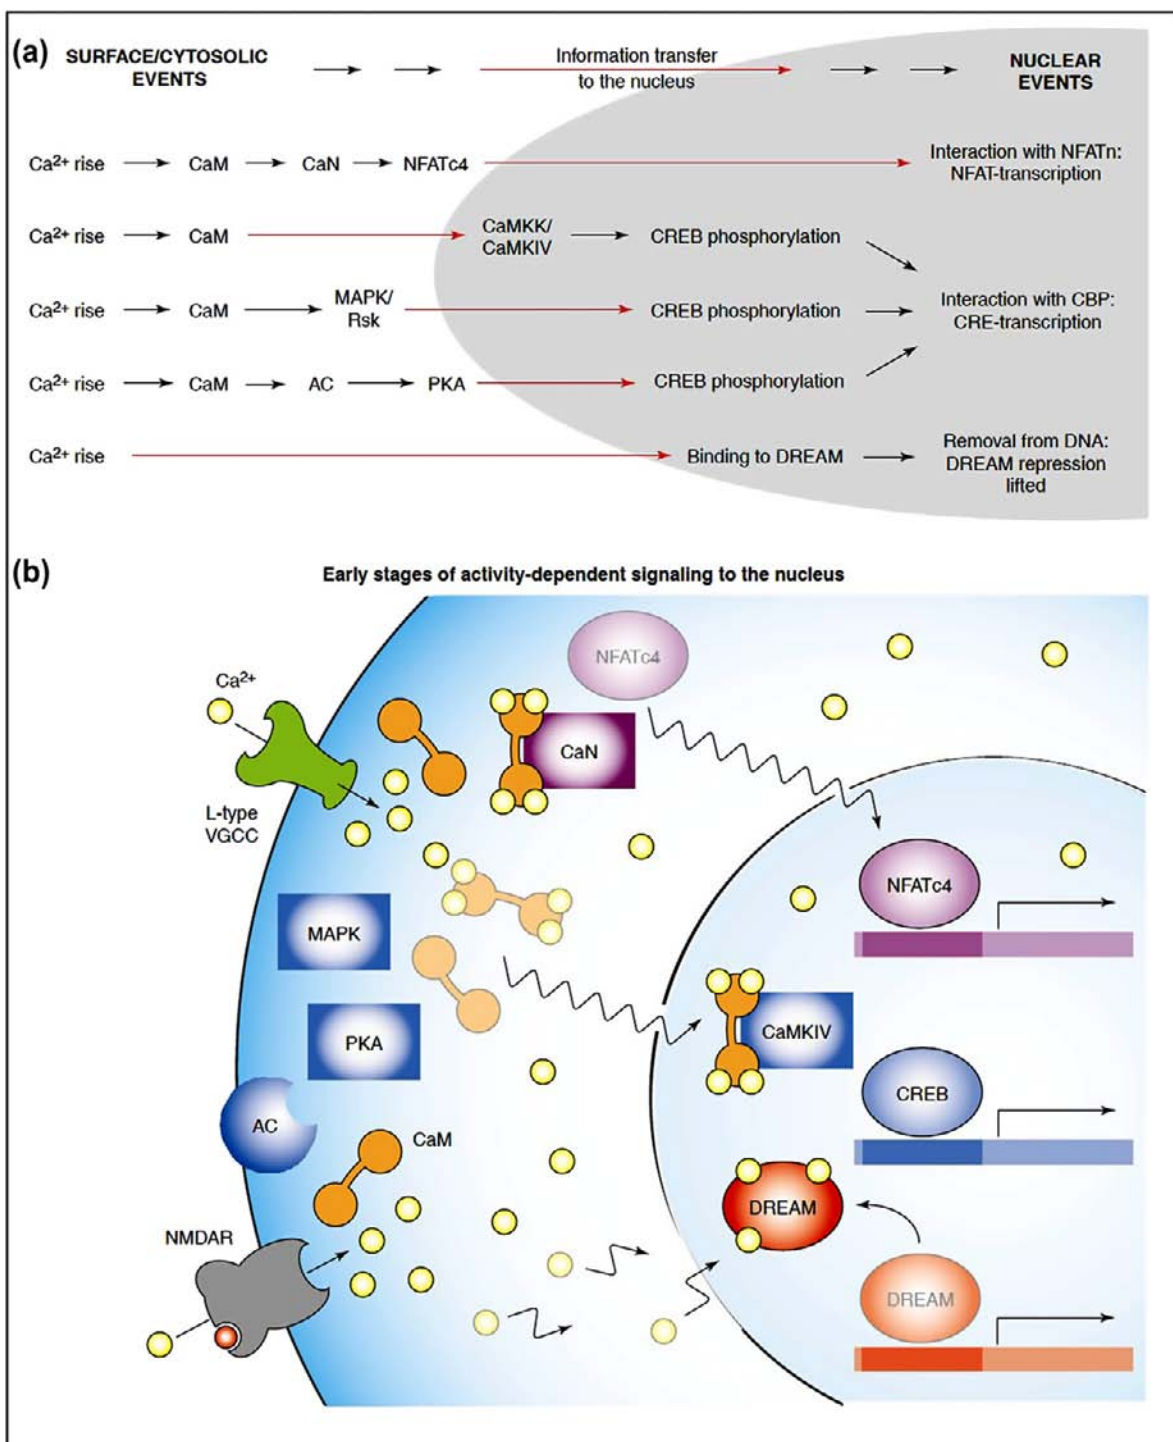 (a)
SURFACE/CYTOSOLIC
EVENTS
Information transfer
to the nucleus
NUCLEAR
EVENTS
Ca²⁺ rise CaM CaN NFATc4
Interaction with NFATn:
NFAT-transcription
Ca²⁺ rise CaM
CaMKK/
CaMKIV
CREB phosphorylation
Ca²⁺ rise CaM
MAPK/
Rsk
CREB phosphorylation
Interaction with CBP:
CRE-transcription
Ca²⁺ rise CaM AC PKA CREB phosphorylation
Ca²⁺ rise
Binding to DREAM
Removal from DNA:
DREAM repression
lifted
(b)
Early stages of activity-dependent signaling to the nucleus
NFATc4
Ca²⁺
CaN
L-type
VGCC
NFATc4
MAPK
CaMKIV
PKA
CREB
AC
CaM
DREAM
NMDAR
DREAM